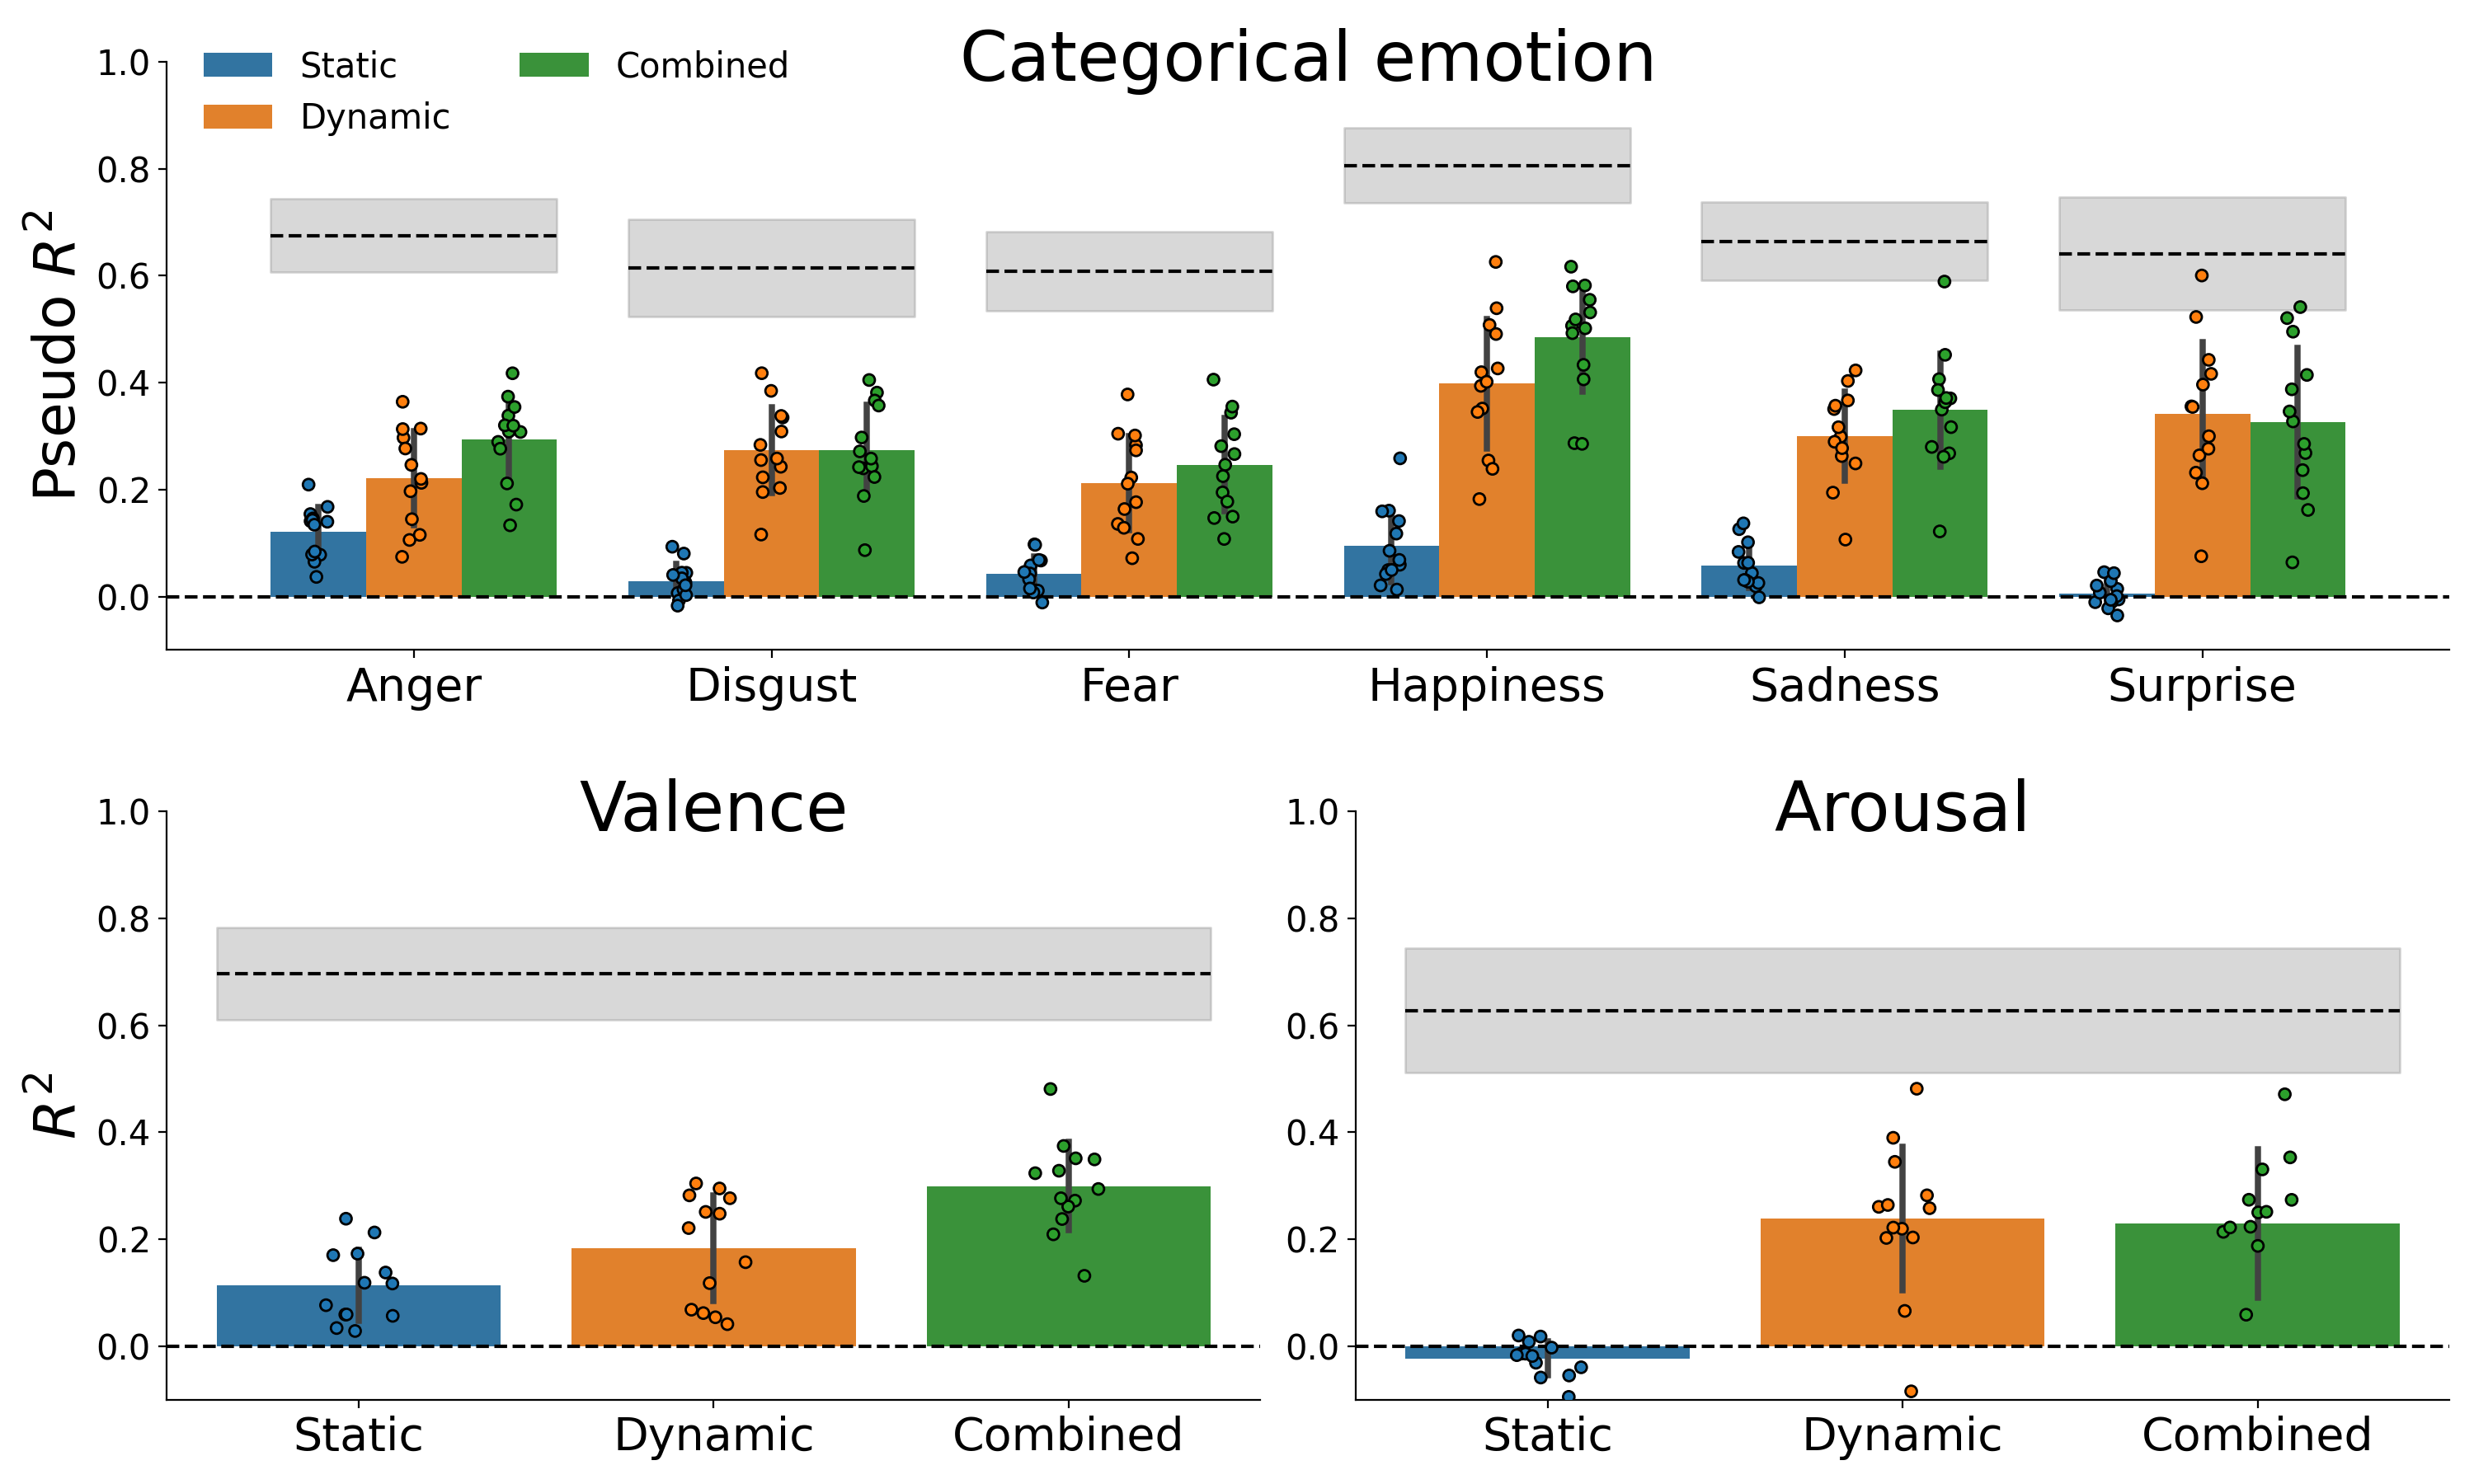 Categorical emotion
Static
Combined
Dynamic
Pseudo R²
1.0
0.8
0.6
0.4
0.2
0.0
Anger
Disgust
Fear
Happiness
Sadness
Surprise
Valence
R²
1.0
0.8
0.6
0.4
0.2
0.0
Static
Dynamic
Combined
Arousal
1.0
0.8
0.6
0.4
0.2
0.0
Static
Dynamic
Combined